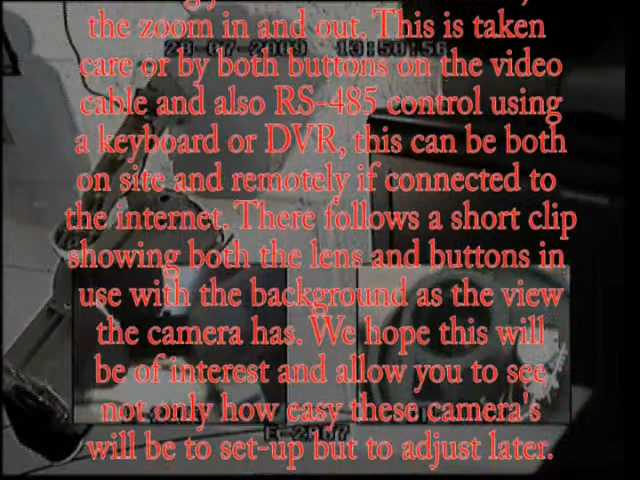 the zoom in and out. This is taken
care or by both buttons on the video
cable and also RS-485 control using
a keyboard or DVR, this can be both
on site and remotely if connected to
the internet. There follows a short clip
showing both the lens and buttons in
use with the background as the view
the camera has. We hope this will
be of interest and allow you to see
not only how easy these camera's
will be to set-up but to adjust later.